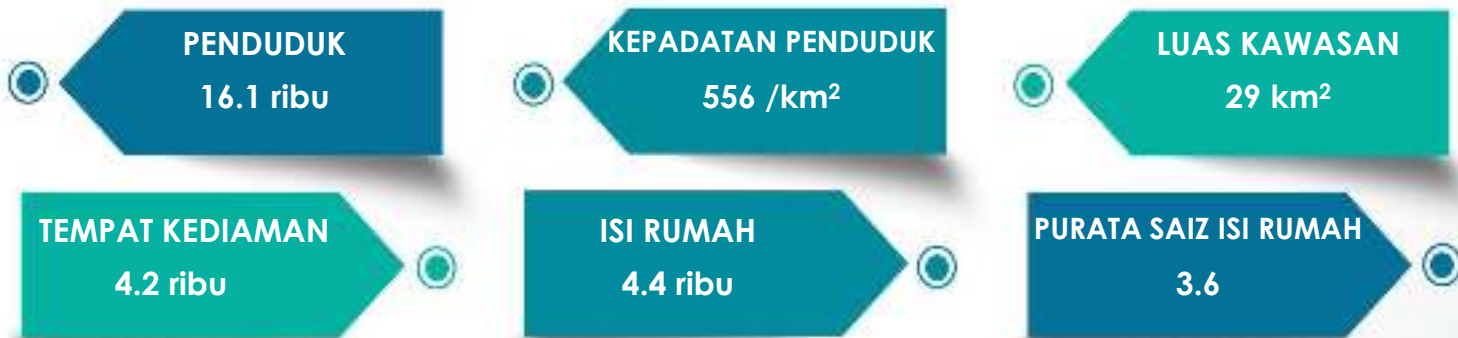 PENDUDUK
16.1 ribu
KEPADATAN PENDUDUK
556 /km²
LUAS KAWASAN
29 km²
TEMPAT KEDIAMAN
4.2 ribu
ISI RUMAH
4.4 ribu
PURATA SAIZ ISI RUMAH
3.6